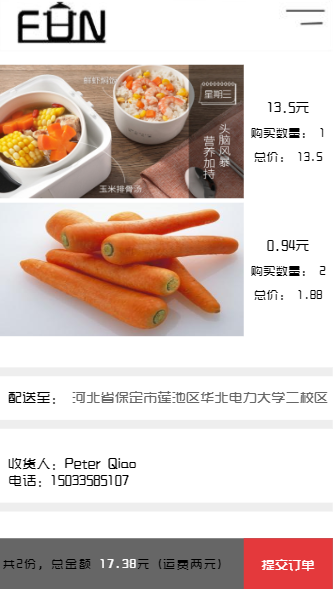 FUN
虾虾焖饭
星期三
头脑风暴
营养加持
玉米排骨汤
13.5元
购买数量： 1
总价： 13.5
0.94元
购买数量： 2
总价： 1.88
配送至： 河北省保定市莲池区华北电力大学二校区
收货人：Peter Qiao
电话：15033585107
共2份，总金额 17.38元（运费两元）
提交订单